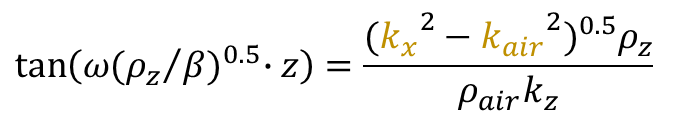 tan(ω(ρ_z/β)^0.5 · z) = (k_x^2 − k_air^2)^0.5 ρ_z / ρ_air k_z